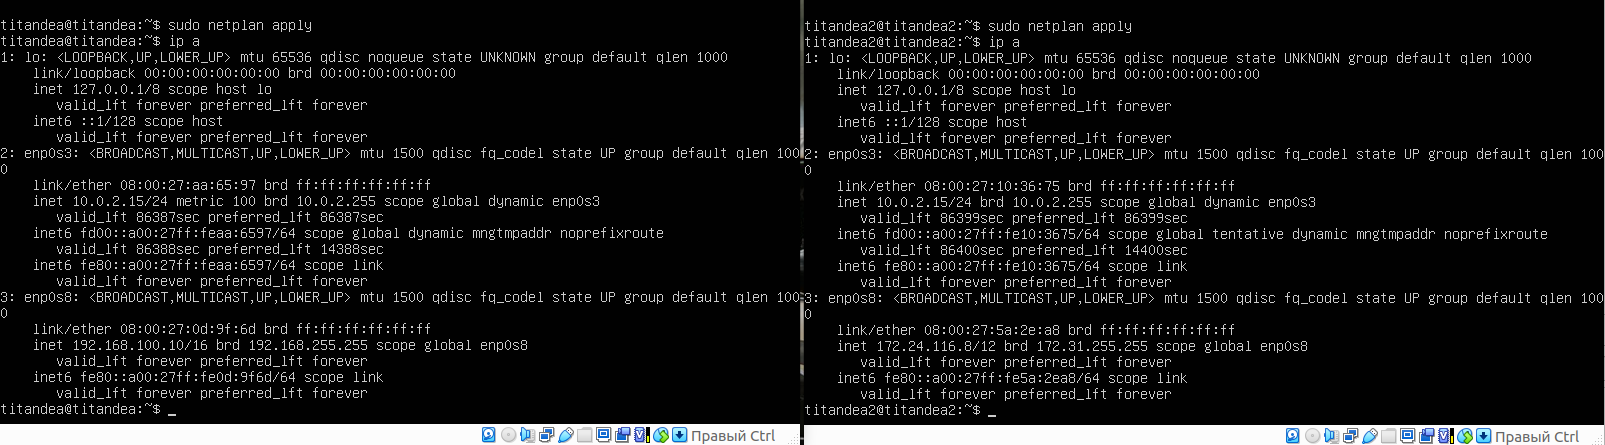 titandea@titandea:~$ sudo netplan apply
titandea@titandea:~$ ip a
1: lo: <LOOPBACK,UP,LOWER_UP> mtu 65536 qdisc noqueue state UNKNOWN group default qlen 1000
    link/loopback 00:00:00:00:00:00 brd 00:00:00:00:00:00
    inet 127.0.0.1/8 scope host lo
       valid_lft forever preferred_lft forever
    inet6 ::1/128 scope host
       valid_lft forever preferred_lft forever
2: enp0s3: <BROADCAST,MULTICAST,UP,LOWER_UP> mtu 1500 qdisc fq_codel state UP group default qlen 100
0
    link/ether 08:00:27:aa:65:97 brd ff:ff:ff:ff:ff:ff
    inet 10.0.2.15/24 metric 100 brd 10.0.2.255 scope global dynamic enp0s3
       valid_lft 86387sec preferred_lft 86387sec
    inet6 fd00::a00:27ff:feaa:6597/64 scope global dynamic mngtmpaddr noprefixroute
       valid_lft 86388sec preferred_lft 14388sec
    inet6 fe80::a00:27ff:feaa:6597/64 scope link
       valid_lft forever preferred_lft forever
3: enp0s8: <BROADCAST,MULTICAST,UP,LOWER_UP> mtu 1500 qdisc fq_codel state UP group default qlen 100
0
    link/ether 08:00:27:0d:9f:6d brd ff:ff:ff:ff:ff:ff
    inet 192.168.100.10/16 brd 192.168.255.255 scope global enp0s8
       valid_lft forever preferred_lft forever
    inet6 fe80::a00:27ff:fe0d:9f6d/64 scope link
       valid_lft forever preferred_lft forever
titandea@titandea:~$ _
Правый Ctrl
titandea2@titandea2:~$ sudo netplan apply
titandea2@titandea2:~$ ip a
1: lo: <LOOPBACK,UP,LOWER_UP> mtu 65536 qdisc noqueue state UNKNOWN group default qlen 1000
    link/loopback 00:00:00:00:00:00 brd 00:00:00:00:00:00
    inet 127.0.0.1/8 scope host lo
       valid_lft forever preferred_lft forever
    inet6 ::1/128 scope host
       valid_lft forever preferred_lft forever
2: enp0s3: <BROADCAST,MULTICAST,UP,LOWER_UP> mtu 1500 qdisc fq_codel state UP group default qlen 100
0
    link/ether 08:00:27:10:36:75 brd ff:ff:ff:ff:ff:ff
    inet 10.0.2.15/24 brd 10.0.2.255 scope global dynamic enp0s3
       valid_lft 86399sec preferred_lft 86399sec
    inet6 fd00::a00:27ff:fe10:3675/64 scope global tentative dynamic mngtmpaddr noprefixroute
       valid_lft 86400sec preferred_lft 14400sec
    inet6 fe80::a00:27ff:fe10:3675/64 scope link
       valid_lft forever preferred_lft forever
3: enp0s8: <BROADCAST,MULTICAST,UP,LOWER_UP> mtu 1500 qdisc fq_codel state UP group default qlen 100
0
    link/ether 08:00:27:5a:2e:a8 brd ff:ff:ff:ff:ff:ff
    inet 172.24.116.8/12 brd 172.31.255.255 scope global enp0s8
       valid_lft forever preferred_lft forever
    inet6 fe80::a00:27ff:fe5a:2ea8/64 scope link
       valid_lft forever preferred_lft forever
titandea2@titandea2:~$ _
Правый Ctrl